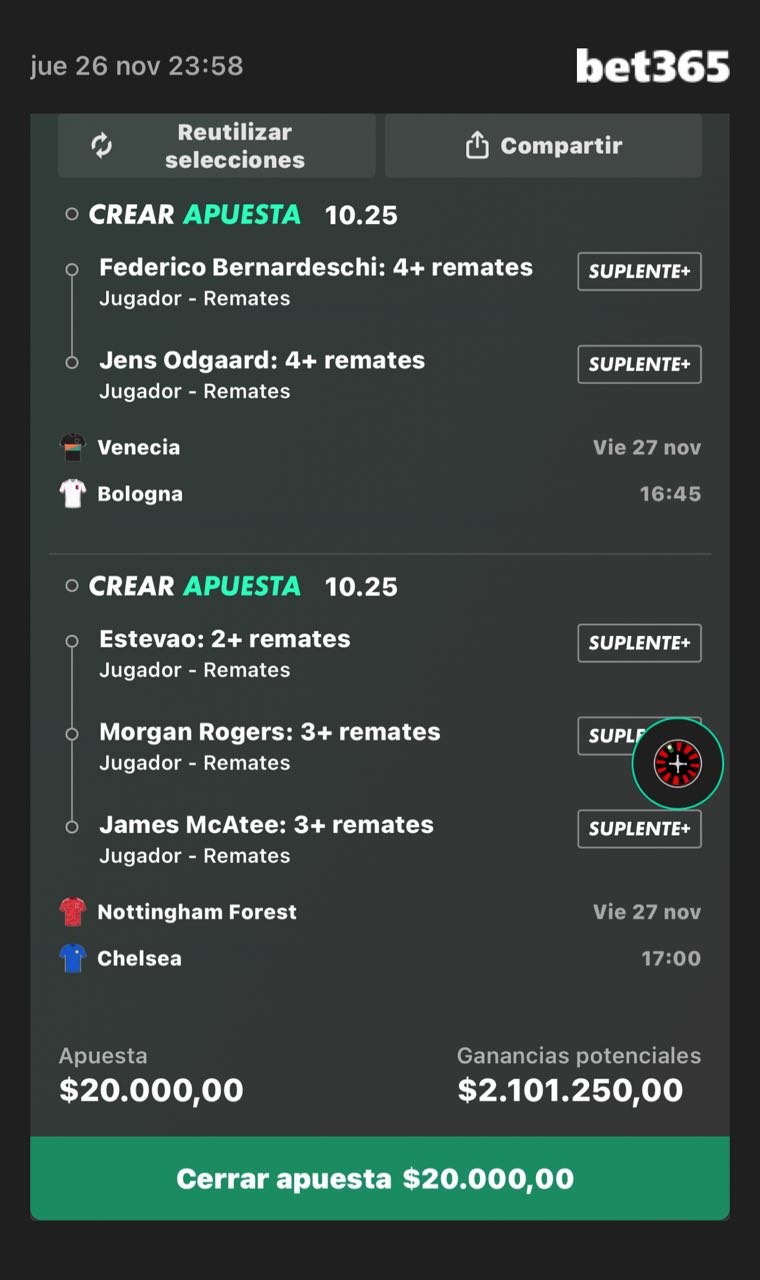 jue 26 nov 23:58
bet365
Reutilizar
selecciones
Compartir
CREAR APUESTA 10.25
Federico Bernardeschi: 4+ remates
SUPLENTE+
Jugador - Remates
Jens Odgaard: 4+ remates
SUPLENTE+
Jugador - Remates
Venecia
Vie 27 nov
Bologna
16:45
CREAR APUESTA 10.25
Estevao: 2+ remates
SUPLENTE+
Jugador - Remates
Morgan Rogers: 3+ remates
Jugador - Remates
James McAtee: 3+ remates
SUPLENTE+
Jugador - Remates
Nottingham Forest
Vie 27 nov
Chelsea
17:00
Apuesta
Ganancias potenciales
$20.000,00
$2.101.250,00
Cerrar apuesta $20.000,00